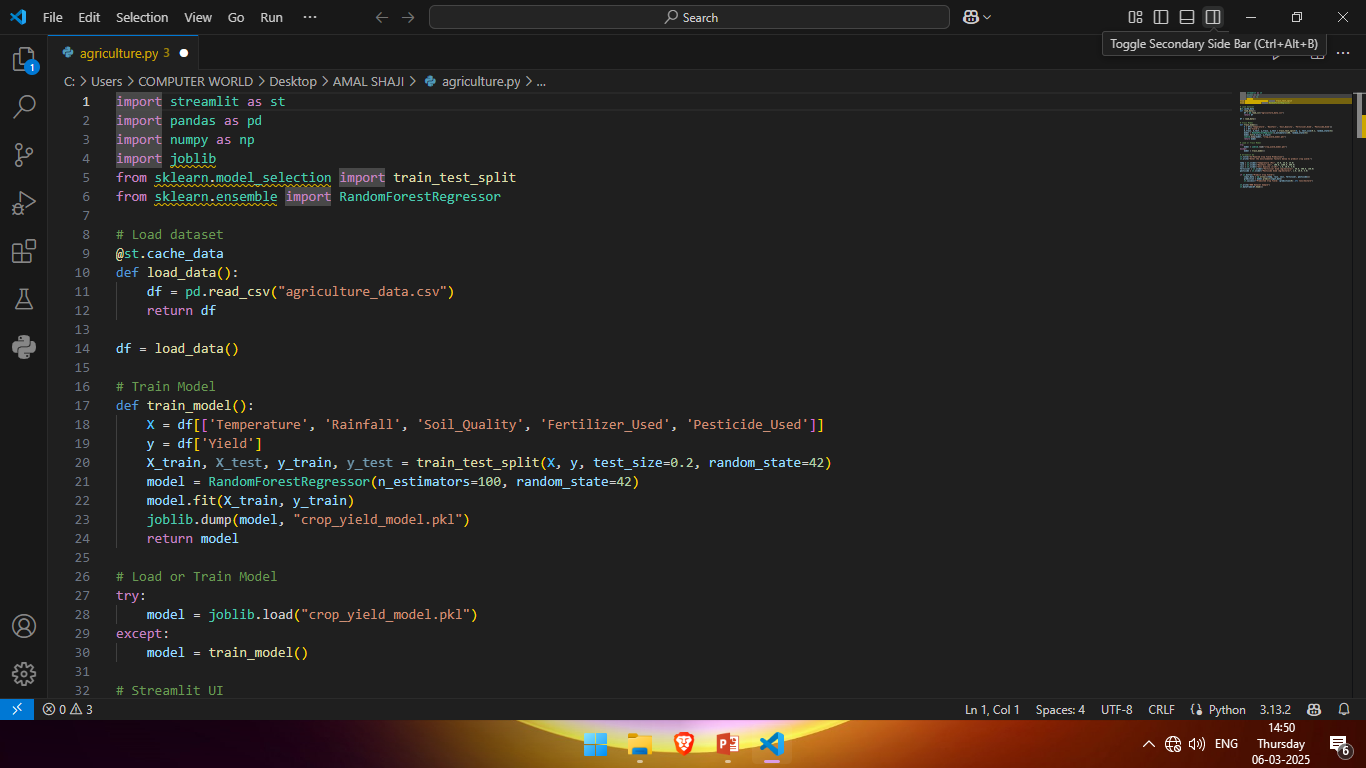 File Edit Selection View Go Run ··· Search
Toggle Secondary Side Bar (Ctrl+Alt+B)
agriculture.py 3
C: > Users > COMPUTER WORLD > Desktop > AMAL SHAJI > agriculture.py > ...
1 import streamlit as st
2 import pandas as pd
3 import numpy as np
4 import joblib
5 from sklearn.model_selection import train_test_split
6 from sklearn.ensemble import RandomForestRegressor
7
8 # Load dataset
9 @st.cache_data
10 def load_data():
11     df = pd.read_csv("agriculture_data.csv")
12     return df
13
14 df = load_data()
15
16 # Train Model
17 def train_model():
18     X = df[['Temperature', 'Rainfall', 'Soil_Quality', 'Fertilizer_Used', 'Pesticide_Used']]
19     y = df['Yield']
20     X_train, X_test, y_train, y_test = train_test_split(X, y, test_size=0.2, random_state=42)
21     model = RandomForestRegressor(n_estimators=100, random_state=42)
22     model.fit(X_train, y_train)
23     joblib.dump(model, "crop_yield_model.pkl")
24     return model
25
26 # Load or Train Model
27 try:
28     model = joblib.load("crop_yield_model.pkl")
29 except:
30     model = train_model()
31
32 # Streamlit UI
1
0 3 Ln 1, Col 1 Spaces: 4 UTF-8 CRLF Python 3.13.2
14:50
ENG Thursday 6
06-03-2025